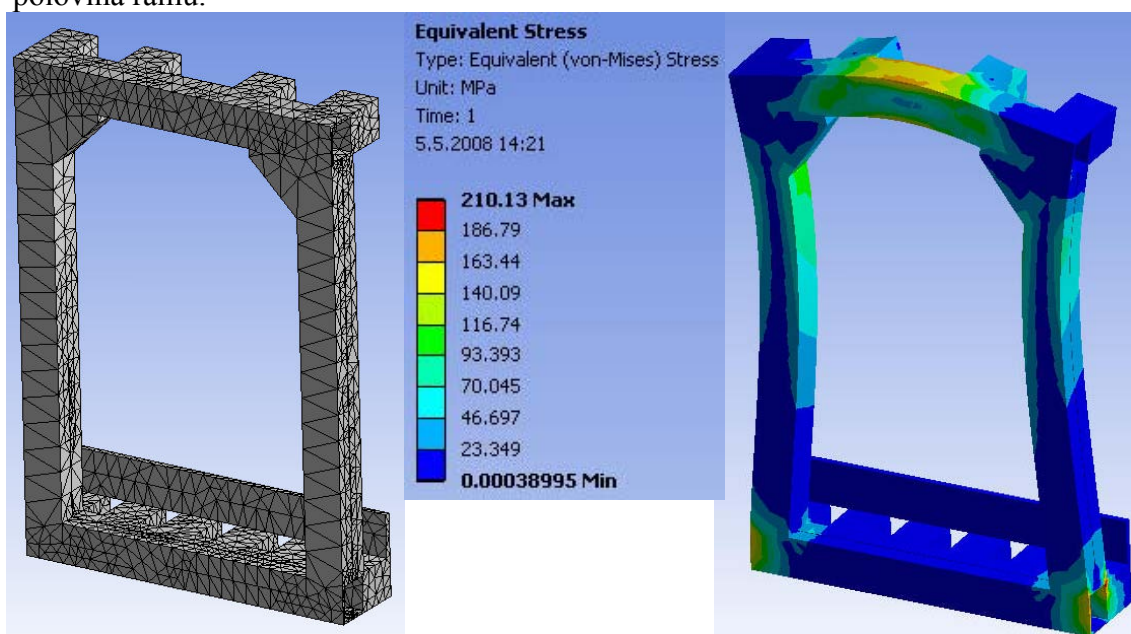 polovina rámu.
Equivalent Stress
Type: Equivalent (von-Mises) Stress
Unit: MPa
Time: 1
5.5.2008 14:21
210.13 Max
186.79
163.44
140.09
116.74
93.393
70.045
46.697
23.349
0.00038995 Min